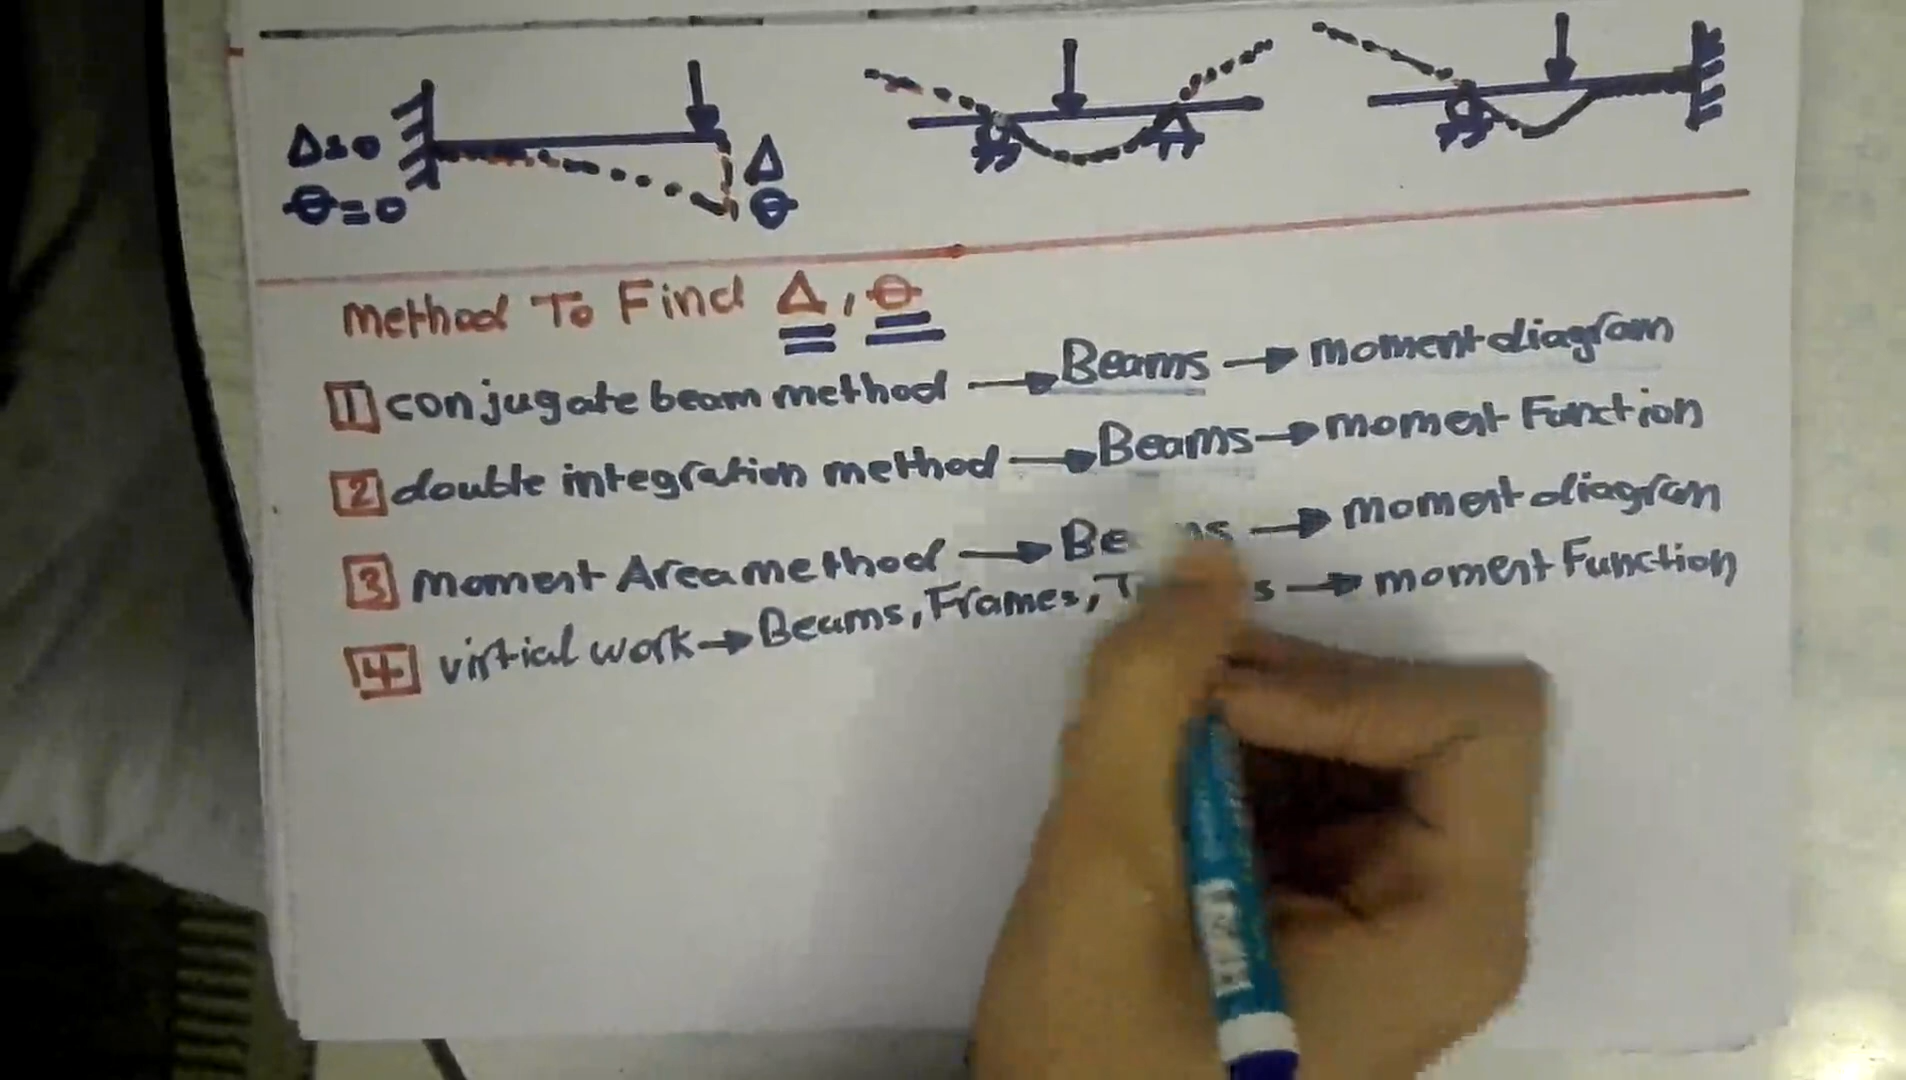 Δ=0
θ=0
Δ
θ
method To Find Δ, θ
1 conjugate beam method → Beams → moment diagram
2 double integration method → Beams → moment Function
3 moment Area method → → moment diagram
4 virtial work → Beams, Frames, → moment Function